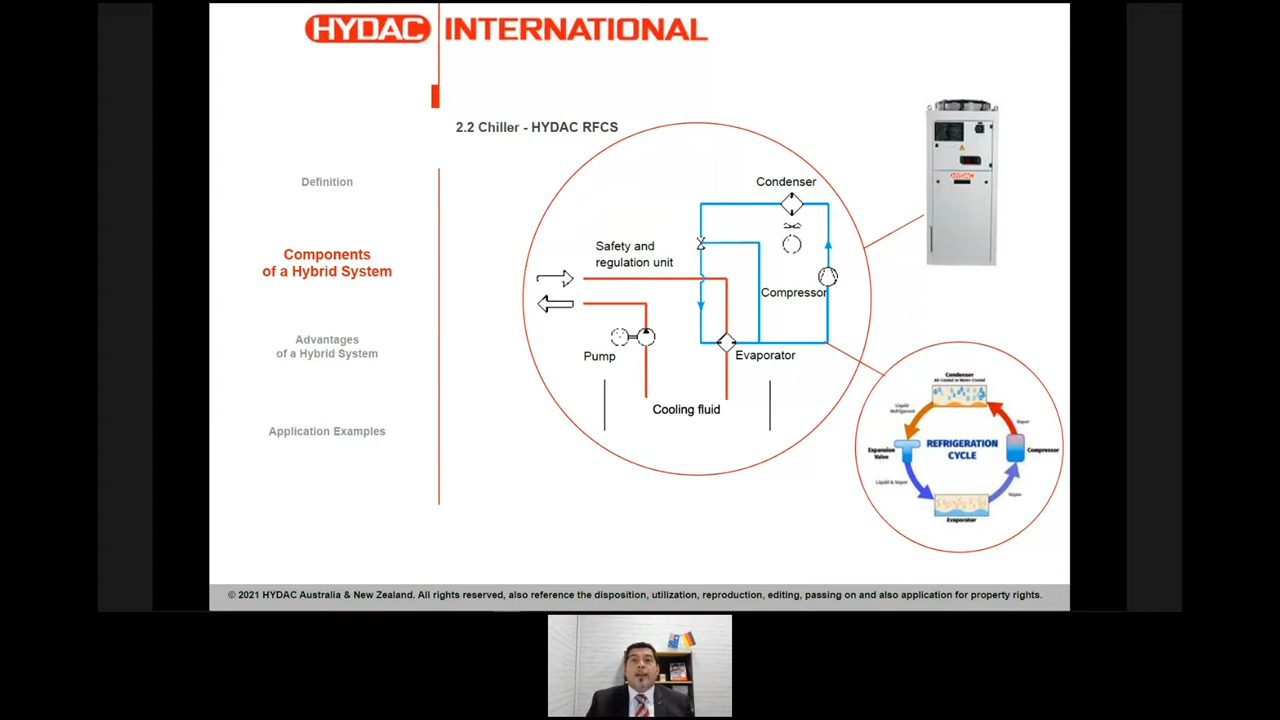 HYDAC INTERNATIONAL
2.2 Chiller - HYDAC RFCS
Definition
Components
of a Hybrid System
Advantages
of a Hybrid System
Application Examples
Condenser
Safety and
regulation unit
Compressor
Pump
Evaporator
Cooling fluid
HYDAC
Condenser
Air-Cooled or Water-Cooled
Liquid
Refrigerant
Vapor
Expansion
Valve
REFRIGERATION
CYCLE
Compressor
Liquid & Vapor
Vapor
Evaporator
© 2021 HYDAC Australia & New Zealand. All rights reserved, also reference the disposition, utilization, reproduction, editing, passing on and also application for property rights.